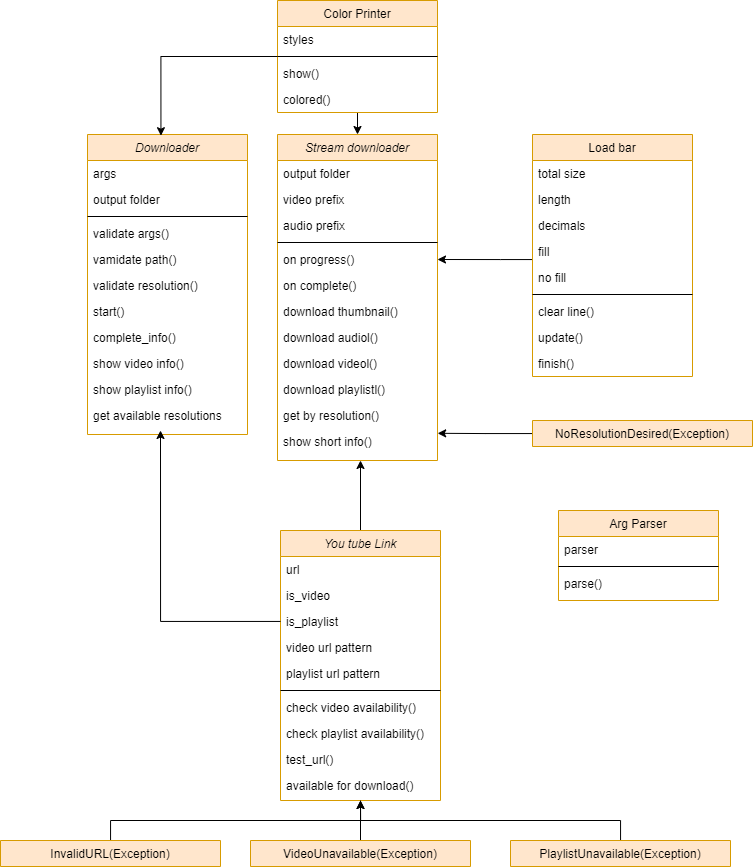 Color Printer
styles
show()
colored()
Downloader
args
output folder
validate args()
vamidate path()
validate resolution()
start()
complete_info()
show video info()
show playlist info()
get available resolutions
Stream downloader
output folder
video prefix
audio prefix
on progress()
on complete()
download thumbnail()
download audiol()
download videol()
download playlistl()
get by resolution()
show short info()
Load bar
total size
length
decimals
fill
no fill
clear line()
update()
finish()
NoResolutionDesired(Exception)
Arg Parser
parser
parse()
You tube Link
url
is_video
is_playlist
video url pattern
playlist url pattern
check video availability()
check playlist availability()
test_url()
available for download()
InvalidURL(Exception)
VideoUnavailable(Exception)
PlaylistUnavailable(Exception)